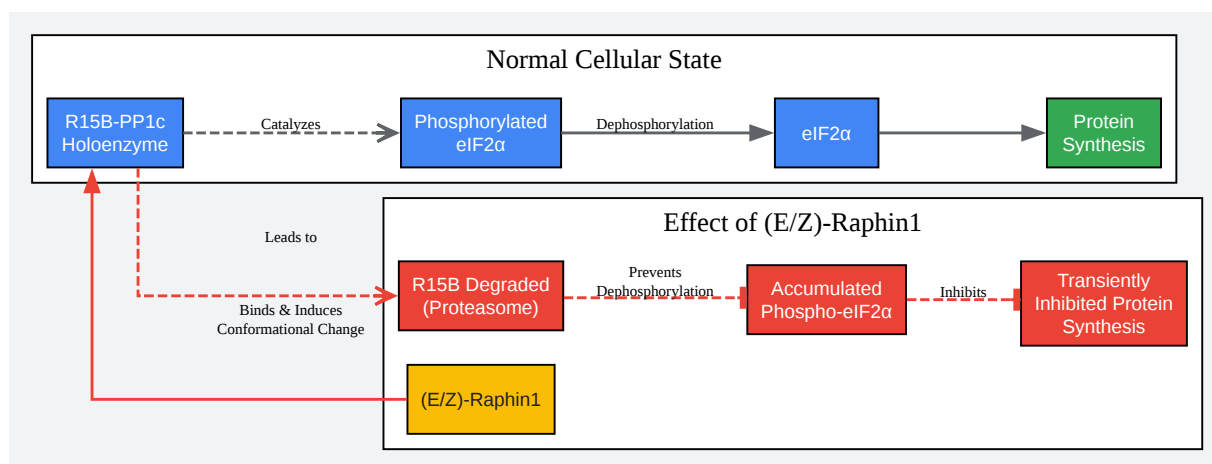 Normal Cellular State
R15B-PP1c
Holoenzyme
Catalyzes
Phosphorylated
eIF2α
Dephosphorylation
eIF2α
Protein
Synthesis
Effect of (E/Z)-Raphin1
Leads to
R15B Degraded
(Proteasome)
Prevents
Dephosphorylation
Accumulated
Phospho-eIF2α
Inhibits
Transiently
Inhibited Protein
Synthesis
Binds & Induces
Conformational Change
(E/Z)-Raphin1